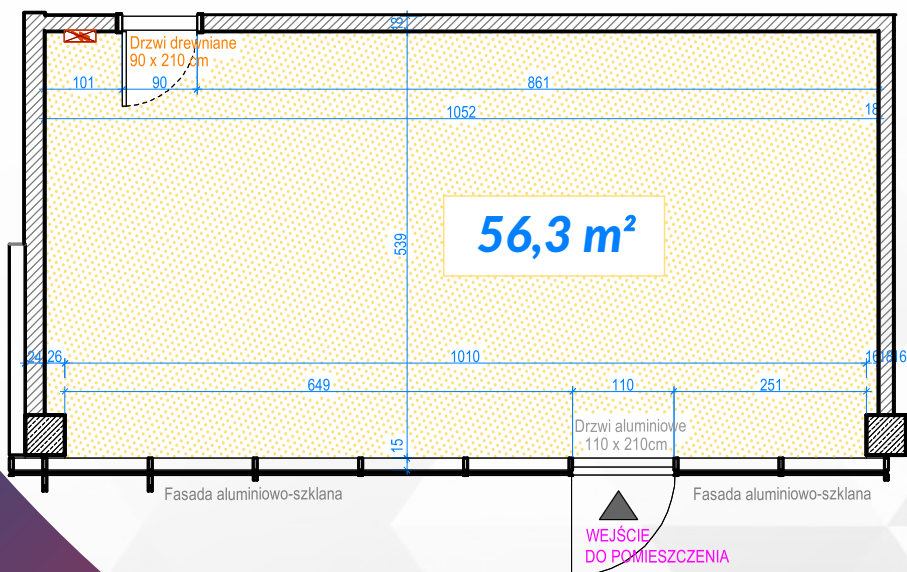 18
Drzwi drewniane
90 x 210 cm
101
90
861
1052
18
56,3 m²
539
24
26
1010
16
18
16
649
110
251
Drzwi aluminiowe
110 x 210cm
15
Fasada aluminiowo-szklana
Fasada aluminiowo-szklana
WEJŚCIE
DO POMIESZCZENIA